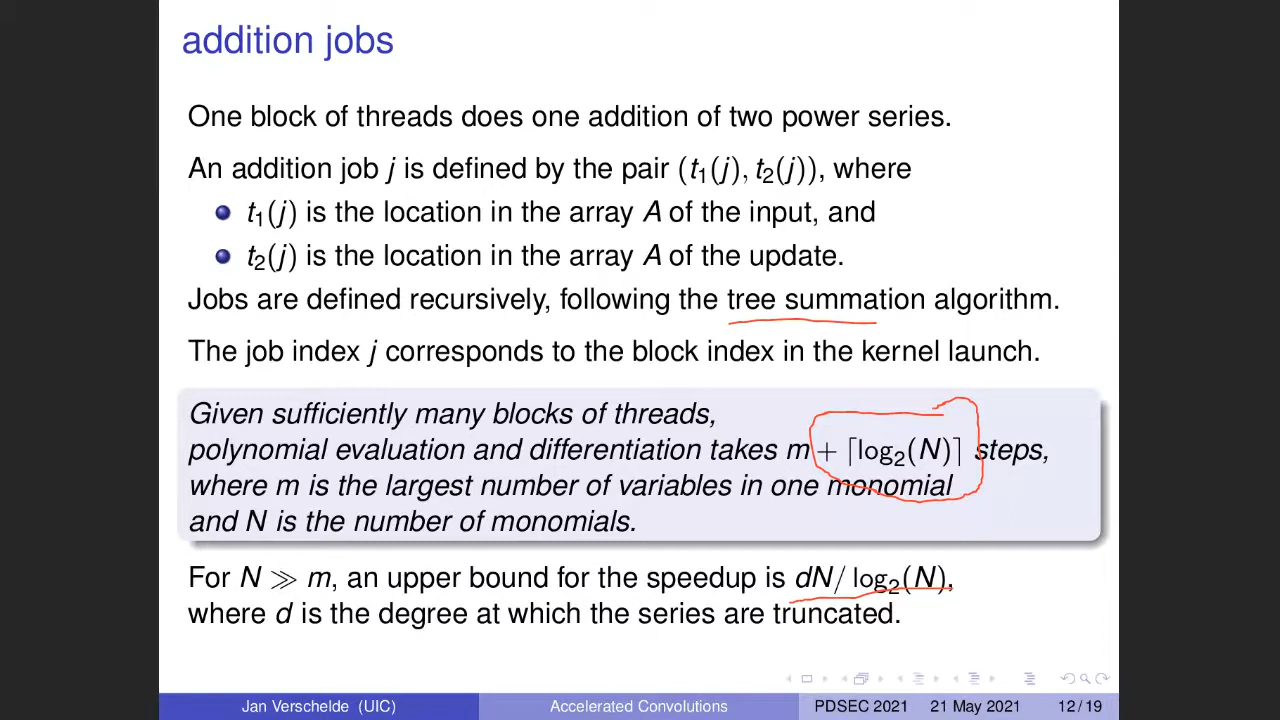 addition jobs
One block of threads does one addition of two power series.
An addition job j is defined by the pair (t₁(j), t₂(j)), where
t₁(j) is the location in the array A of the input, and
t₂(j) is the location in the array A of the update.
Jobs are defined recursively, following the tree summation algorithm.
The job index j corresponds to the block index in the kernel launch.
Given sufficiently many blocks of threads,
polynomial evaluation and differentiation takes m + ⌈log₂(N)⌉ steps,
where m is the largest number of variables in one monomial
and N is the number of monomials.
For N ≫ m, an upper bound for the speedup is dN/ log₂(N),
where d is the degree at which the series are truncated.
Jan Verschelde (UIC) Accelerated Convolutions PDSEC 2021 21 May 2021 12 / 19